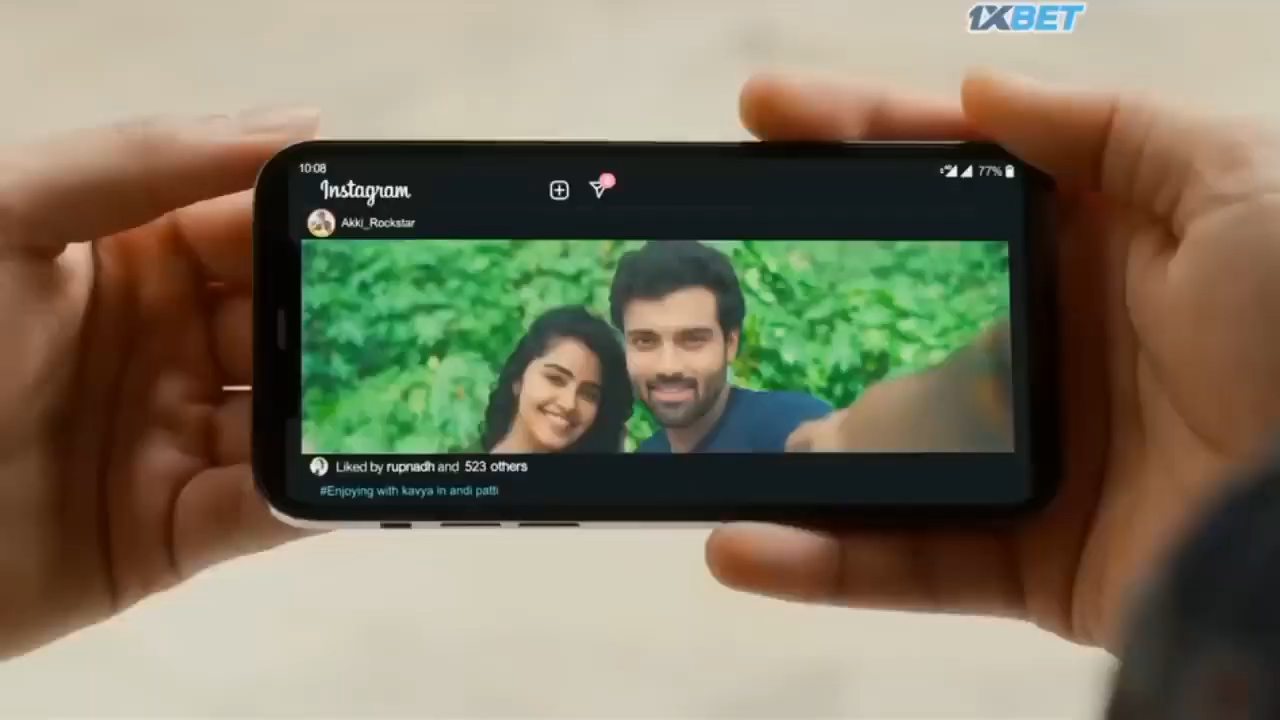 1XBET
10:08
77%
Instagram
Akki_Rockstar
Liked by rupnadh and 523 others
#Enjoying with kavya in andi patti